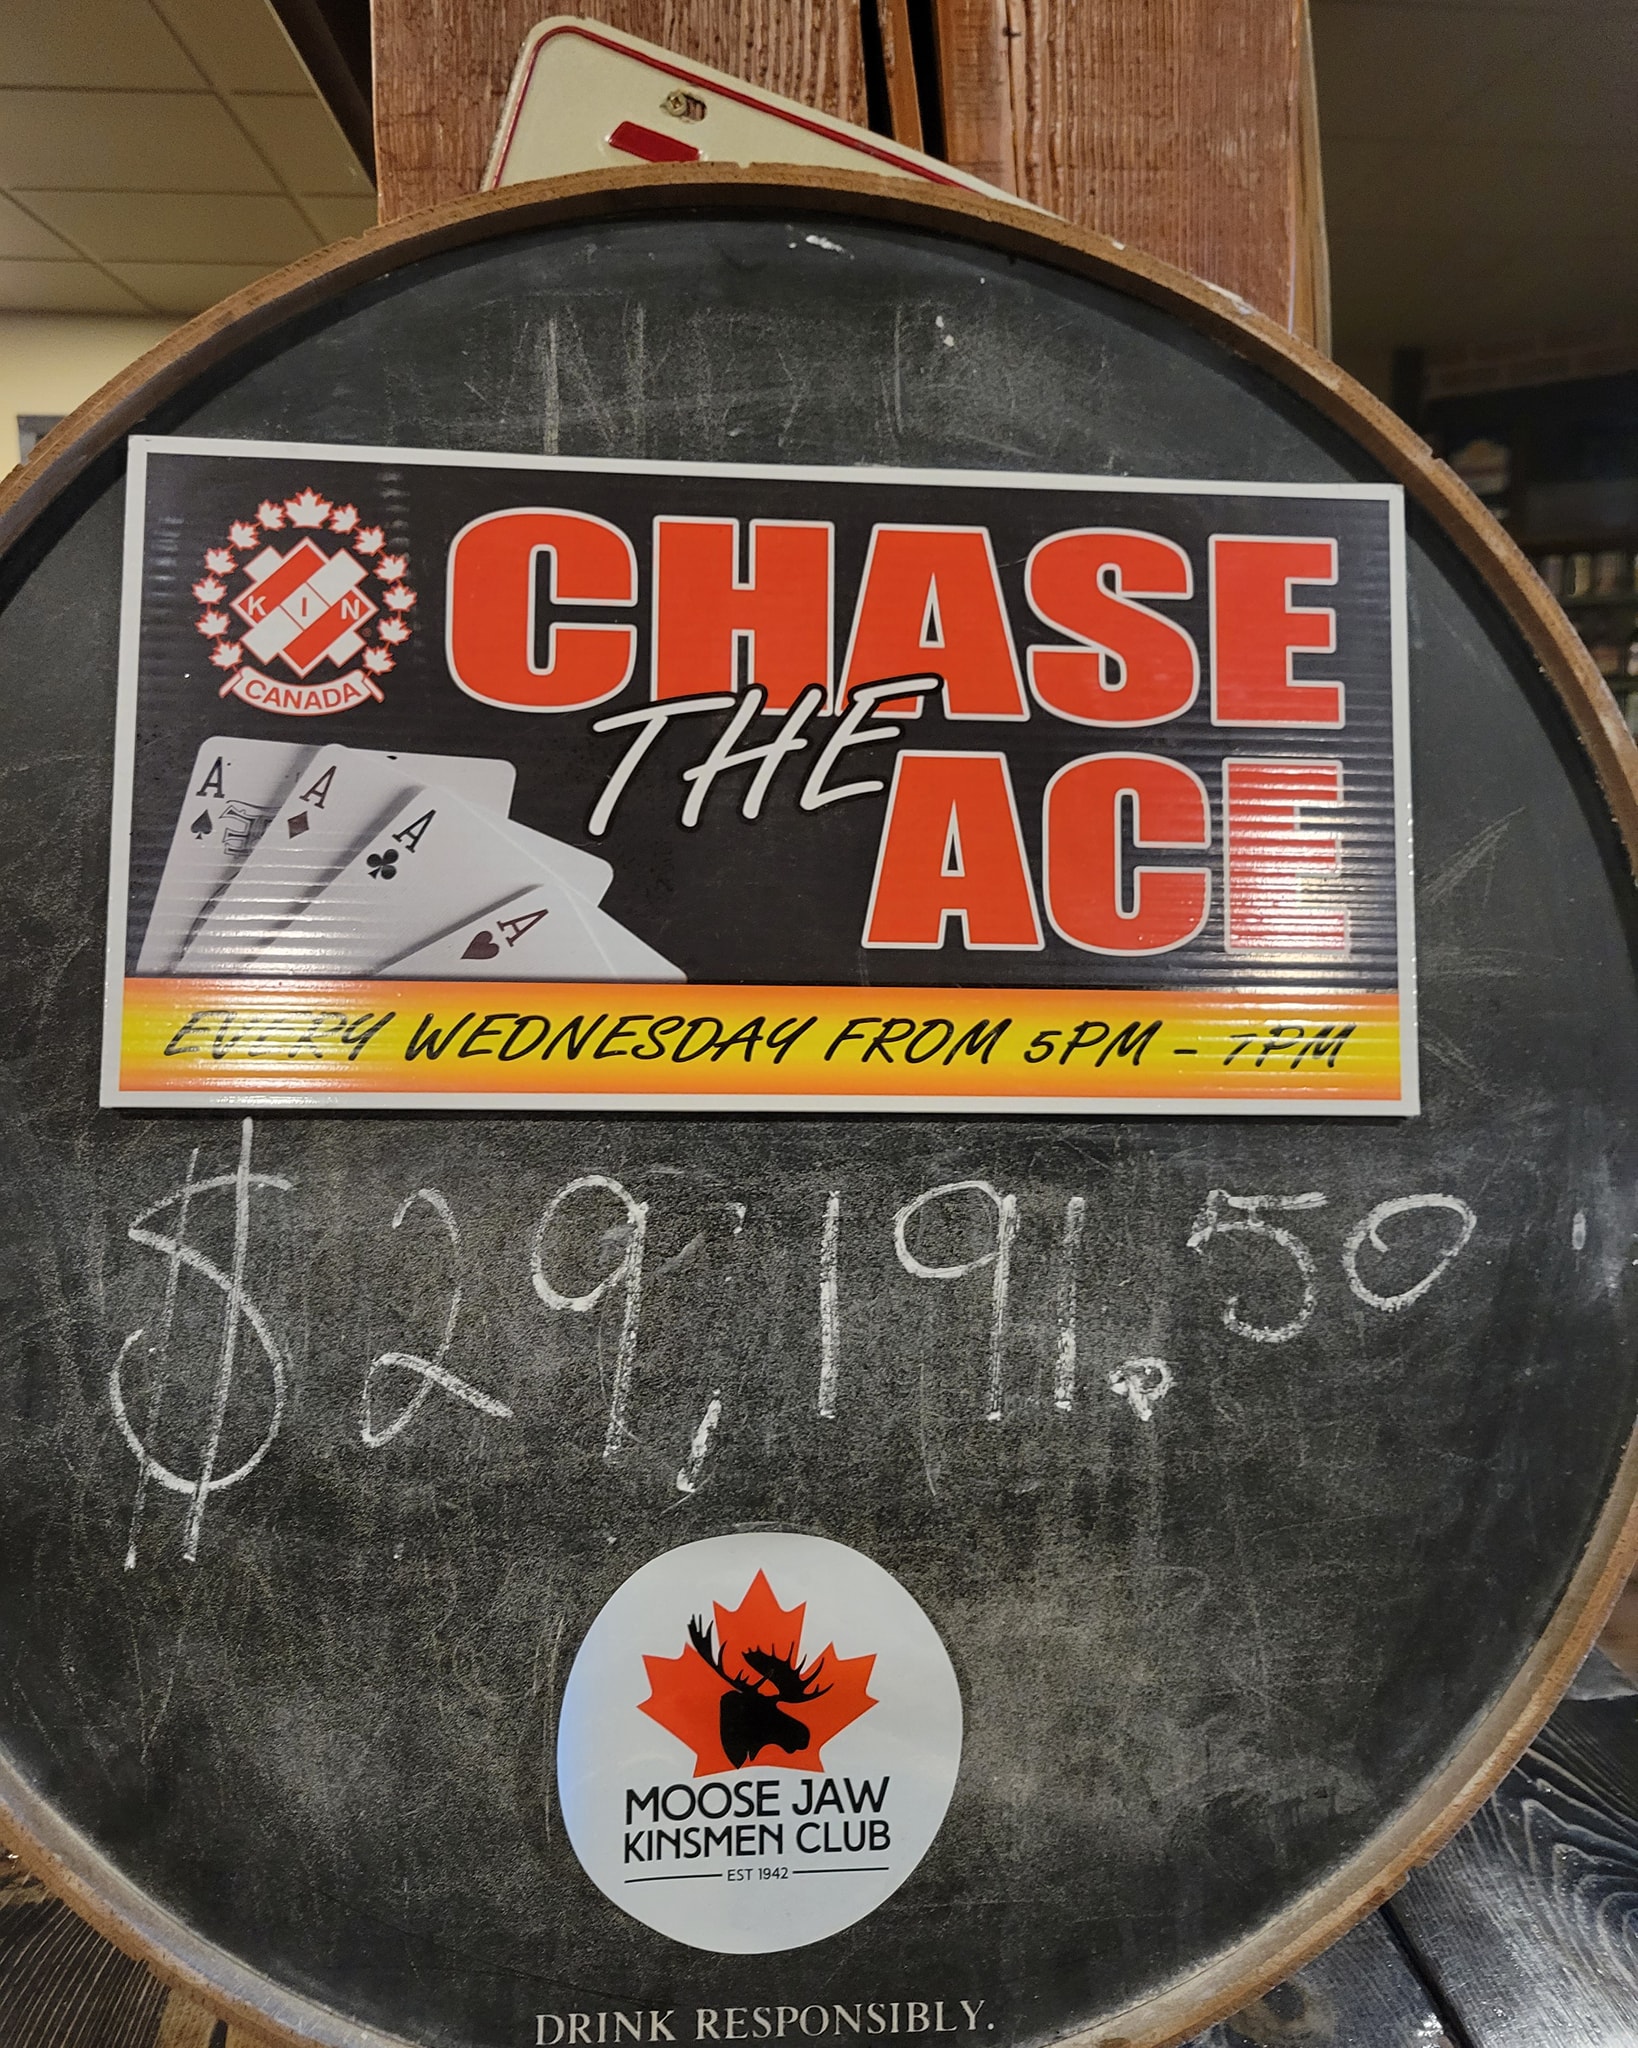 KIN
CANADA
CHASE
THE
ACE
A
A
A
A
EVERY WEDNESDAY FROM 5PM - 7PM
$29,191.50
MOOSE JAW
KINSMEN CLUB
EST 1942
DRINK RESPONSIBLY.